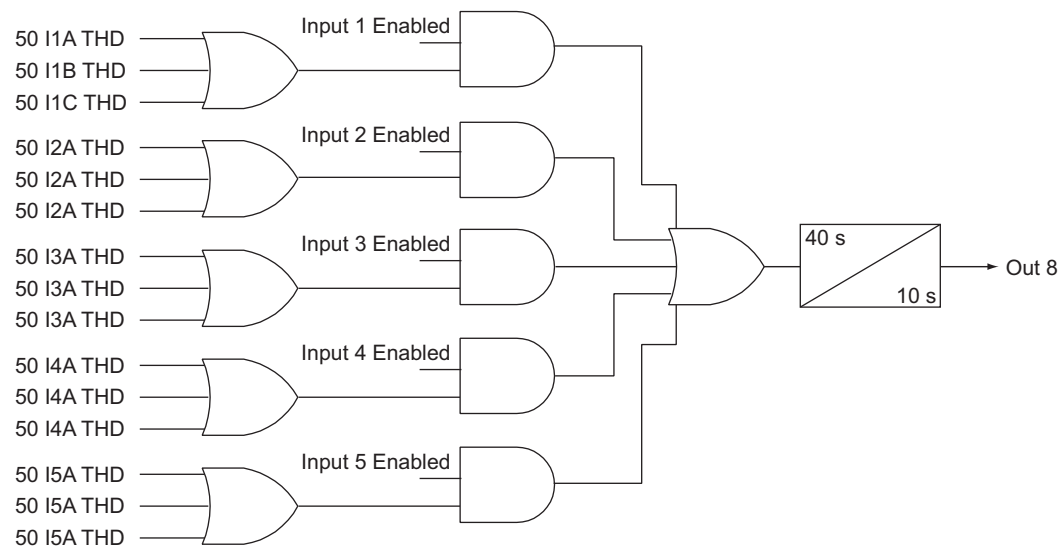 Input 1 Enabled
50 I1A THD
50 I1B THD
50 I1C THD
Input 2 Enabled
50 I2A THD
50 I2A THD
50 I2A THD
Input 3 Enabled
50 I3A THD
50 I3A THD
50 I3A THD
40 s
10 s
Out 8
Input 4 Enabled
50 I4A THD
50 I4A THD
50 I4A THD
Input 5 Enabled
50 I5A THD
50 I5A THD
50 I5A THD